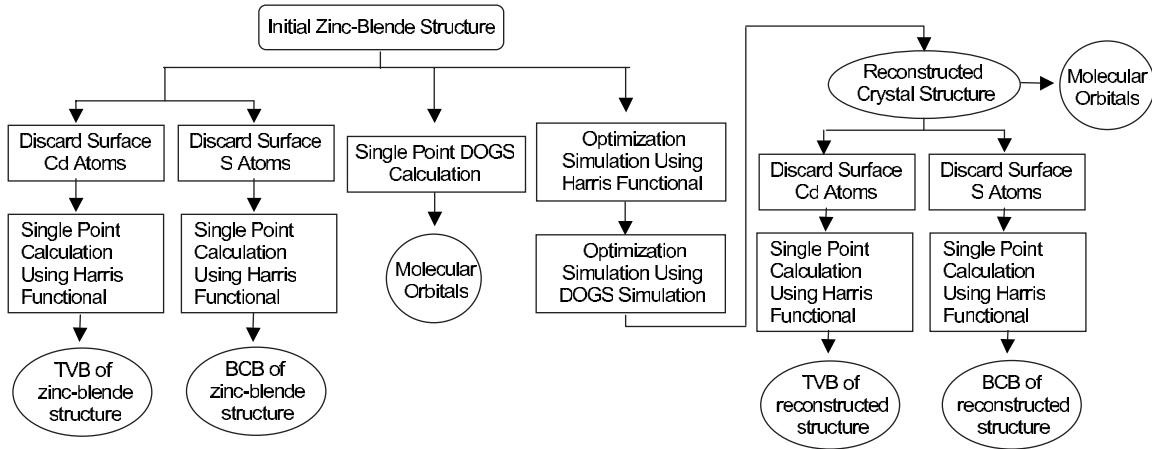 Initial Zinc-Blende Structure
Discard Surface
Cd Atoms
Discard Surface
S Atoms
Single Point DOGS
Calculation
Optimization
Simulation Using
Harris Functional
Single Point
Calculation
Using Harris
Functional
Single Point
Calculation
Using Harris
Functional
Molecular
Orbitals
Optimization
Simulation Using
DOGS Simulation
TVB of
zinc-blende
structure
BCB of
zinc-blende
structure
Reconstructed
Crystal Structure
Molecular
Orbitals
Discard Surface
Cd Atoms
Discard Surface
S Atoms
Single Point
Calculation
Using Harris
Functional
Single Point
Calculation
Using Harris
Functional
TVB of
reconstructed
structure
BCB of
reconstructed
structure